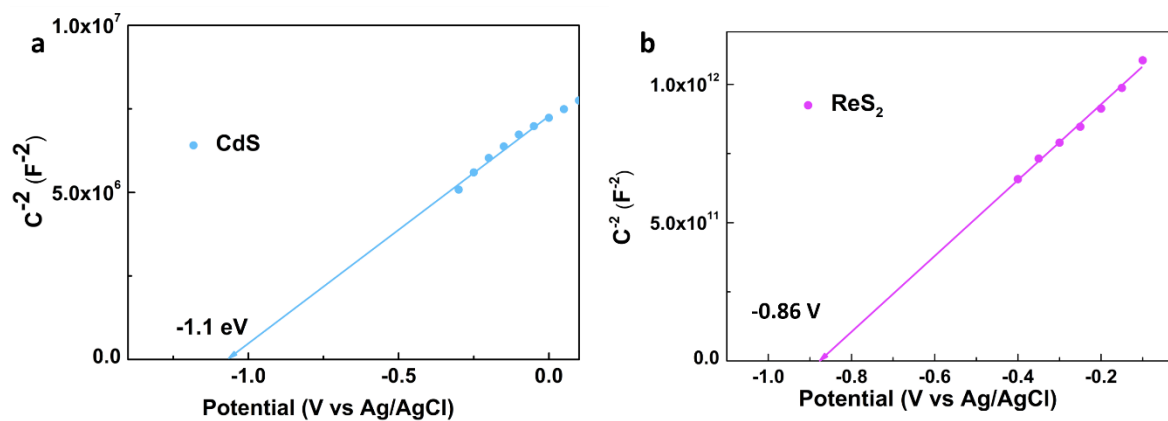 a
1.0x10⁷
CdS
C⁻² (F⁻²)
5.0x10⁶
-1.1 eV
0.0
-1.0 -0.5 0.0
Potential (V vs Ag/AgCl)
b
1.0x10¹²
ReS₂
C⁻² (F⁻²)
5.0x10¹¹
-0.86 V
0.0
-1.0 -0.8 -0.6 -0.4 -0.2
Potential (V vs Ag/AgCl)